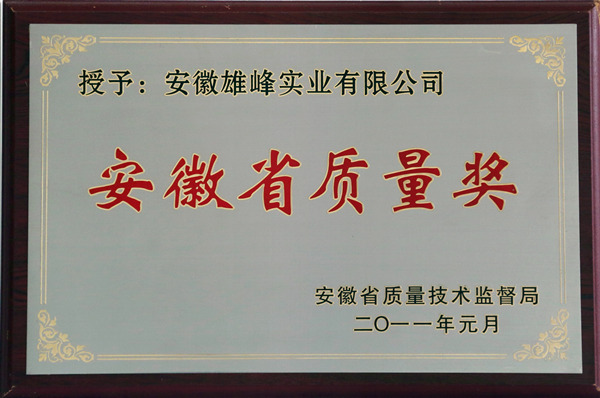 授予：安徽雄峰实业有限公司
安徽省质量奖
安徽省质量技术监督局
二〇一一年元月